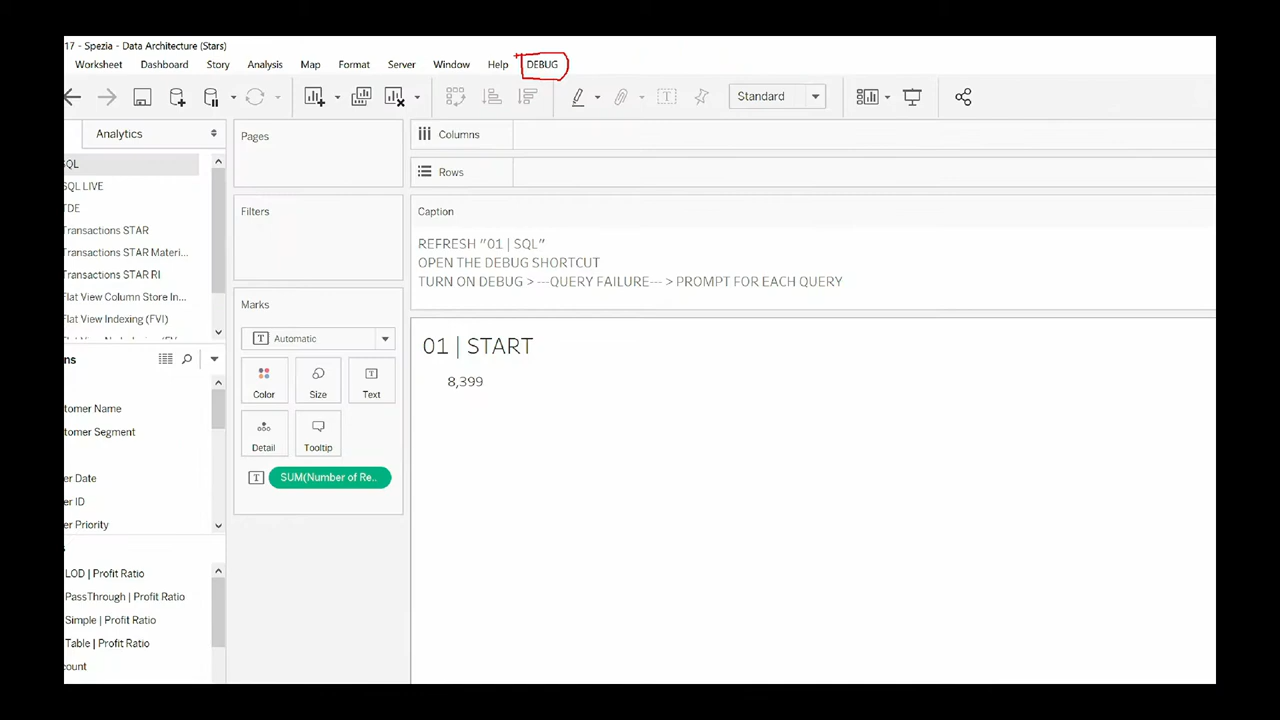 17 - Spezia - Data Architecture (Stars)
Worksheet Dashboard Story Analysis Map Format Server Window Help DEBUG
Standard
Analytics
SQL
SQL LIVE
TDE
Transactions STAR
Transactions STAR Materi...
Transactions STAR RI
Flat View Column Store In...
Flat View Indexing (FVI)
ns
tomer Name
tomer Segment
er Date
er ID
er Priority
s
LOD | Profit Ratio
PassThrough | Profit Ratio
Simple | Profit Ratio
Table | Profit Ratio
count
Pages
Filters
Marks
Automatic
Color Size Text
Detail Tooltip
SUM(Number of Re..
Columns
Rows
Caption
REFRESH "01 | SQL"
OPEN THE DEBUG SHORTCUT
TURN ON DEBUG > ---QUERY FAILURE--- > PROMPT FOR EACH QUERY
01 | START
8,399